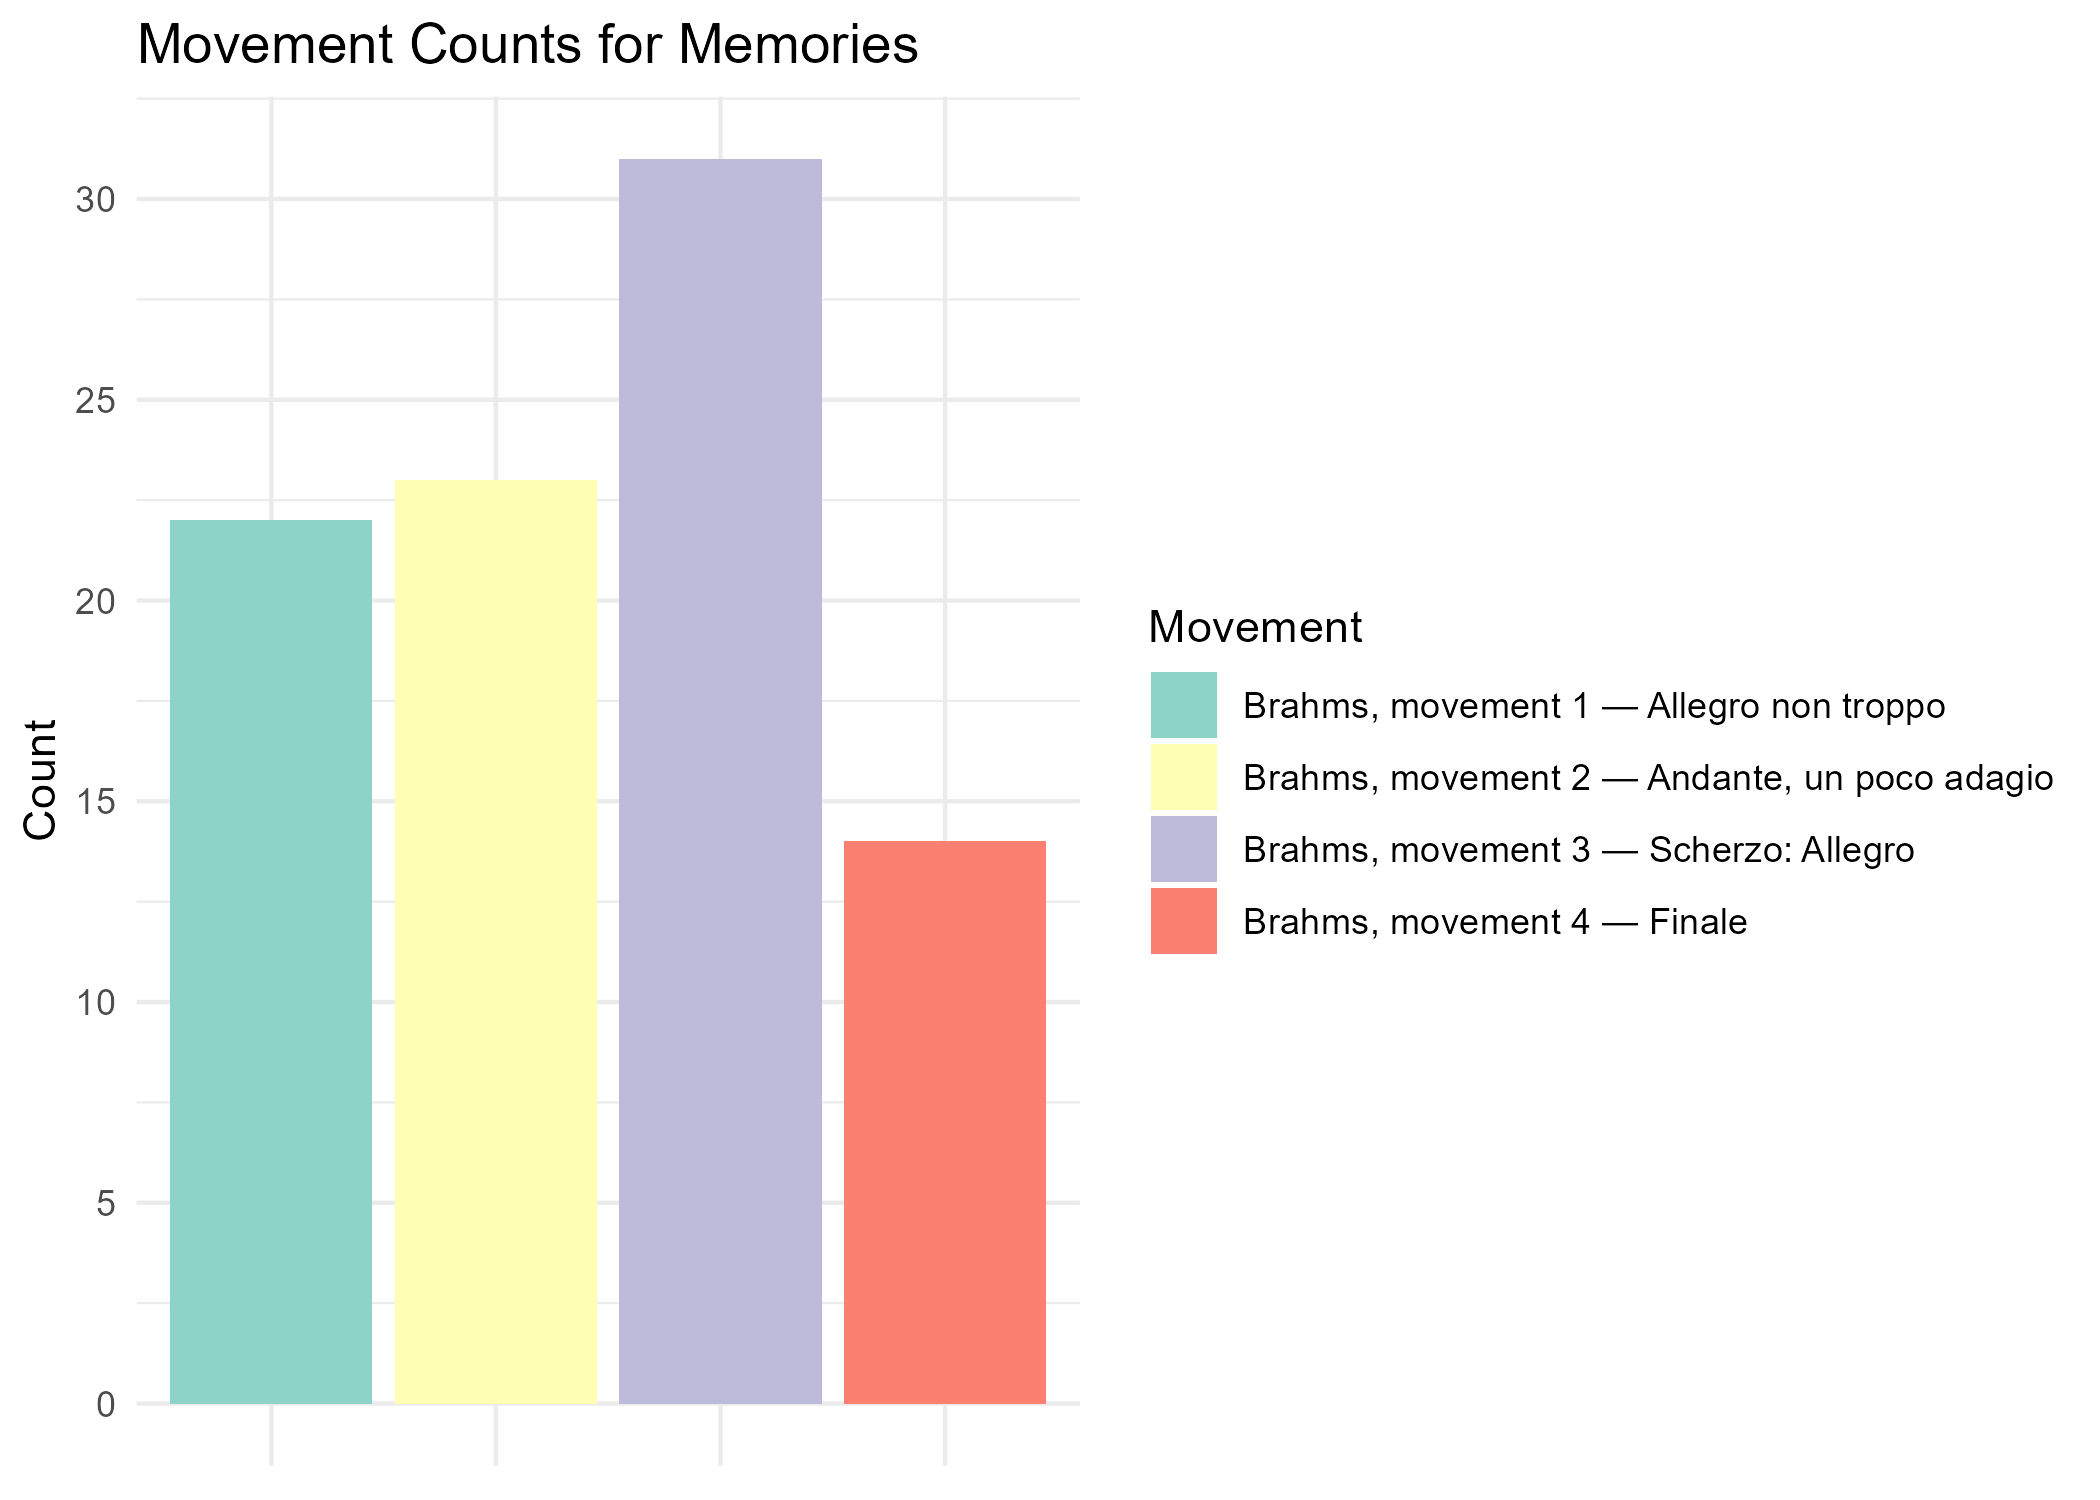 Movement Counts for Memories
30
25
20
15
10
5
0
Count
Movement
Brahms, movement 1 — Allegro non troppo
Brahms, movement 2 — Andante, un poco adagio
Brahms, movement 3 — Scherzo: Allegro
Brahms, movement 4 — Finale